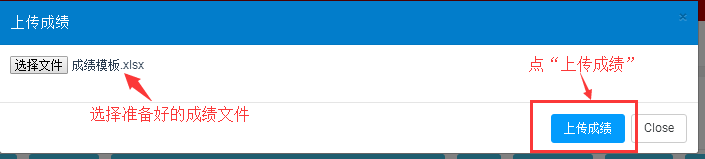 上传成绩
×
选择文件 成绩模板.xlsx
点“上传成绩”
选择准备好的成绩文件
上传成绩 Close